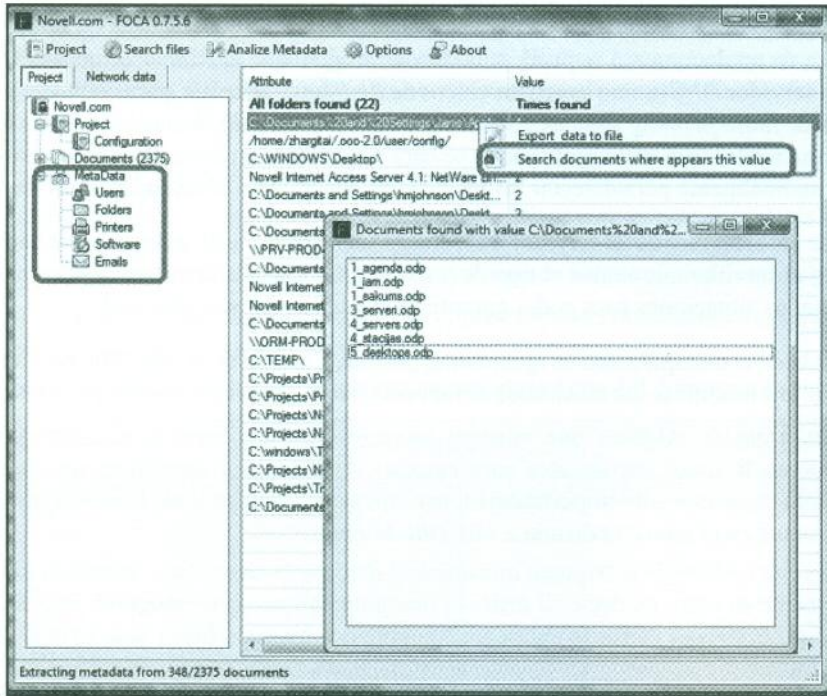 Novell.com - FOCA 0.7.5.6
Project Search files Analize Metadata Options About
Project Network data
Novell.com
Project
Configuration
Documents (2375)
MetaData
Users
Folders
Printers
Software
Emails
Attribute Value
All folders found (22) Times found
/home/zhargitai/.ooo-2.0/user/config/
C:\WINDOWS\Desktop\
Novell Internet Access Server 4.1: NetWare 2
C:\Documents and Settings\hmjohnson\Deskt... 2
C:\Documents and Settings\hmjohnson\Deskt... 2
C:\Documents
\\PRV-PROD
C:\Documents
Novell Internet
Novell Internet
C:\Documents
\\ORM-PROD
C:\TEMP\
C:\Projects\Pr
C:\Projects\Pr
C:\Projects\N
C:\Projects\N
C:\windows\T
C:\Projects\N
C:\Projects\Tr
C:\Documents
Export data to file
Search documents where appears this value
Documents found with value C:\Documents%20and%2...
1_agenda.odp
1_jam.odp
1_sakums.odp
3_serveri.odp
4_servers.odp
4_stacijas.odp
5_desktops.odp
Extracting metadata from 348/2375 documents